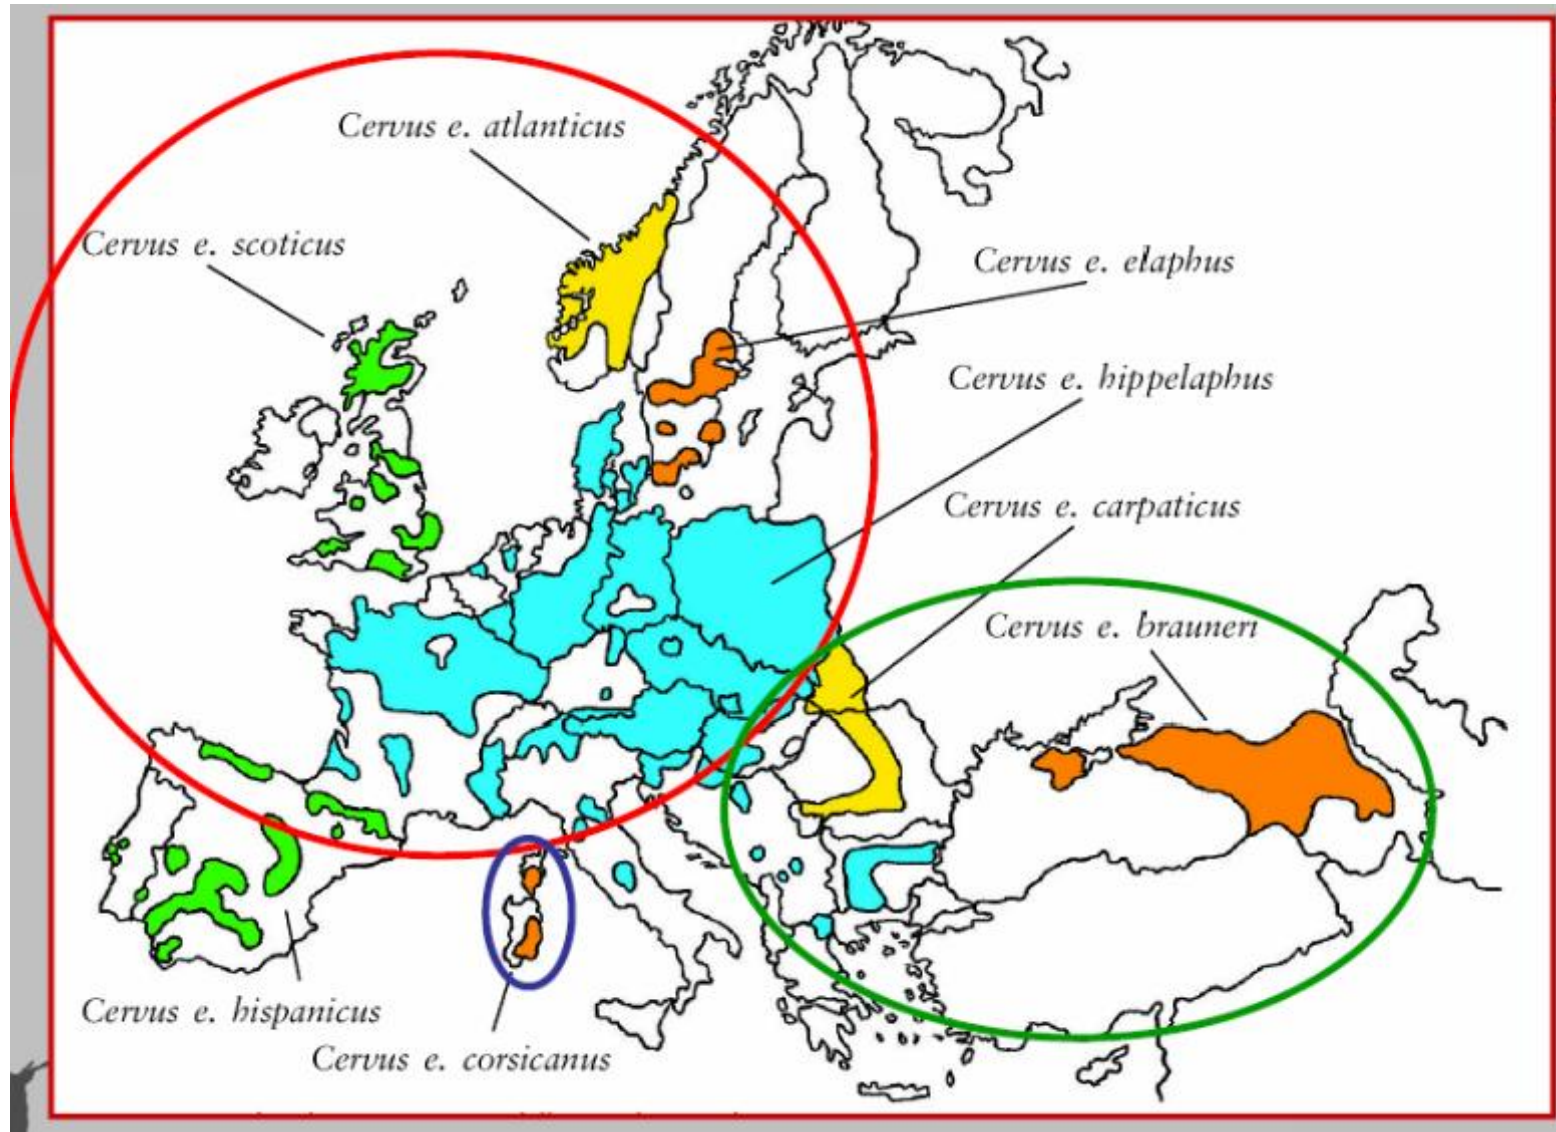 Cervus e. atlanticus
Cervus e. scoticus
Cervus e. elaphus
Cervus e. hippelaphus
Cervus e. carpaticus
Cervus e. brauneri
Cervus e. hispanicus
Cervus e. corsicanus